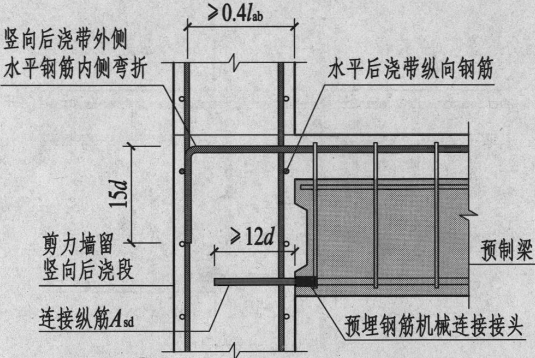 ≥0.4lab
竖向后浇带外侧
水平钢筋内侧弯折
水平后浇带纵向钢筋
15d
≥12d
剪力墙留
竖向后浇段
预制梁
连接纵筋Asd
预埋钢筋机械连接接头